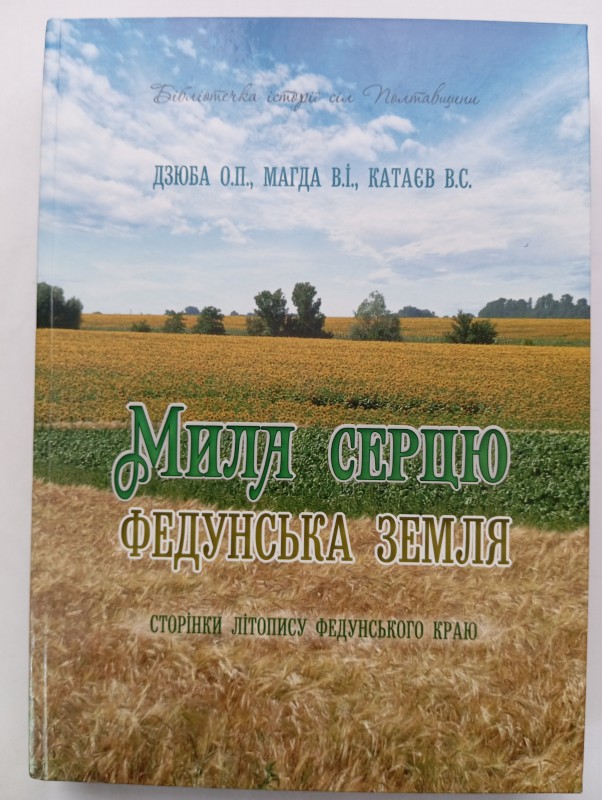 Бібліотечка історії сіл Полтавщини
ДЗЮБА О.П., МАГДА В.І., КАТАЄВ В.С.
МИЛА СЕРЦЮ
ФЕДУНСЬКА ЗЕМЛЯ
СТОРІНКИ ЛІТОПИСУ ФЕДУНСЬКОГО КРАЮ